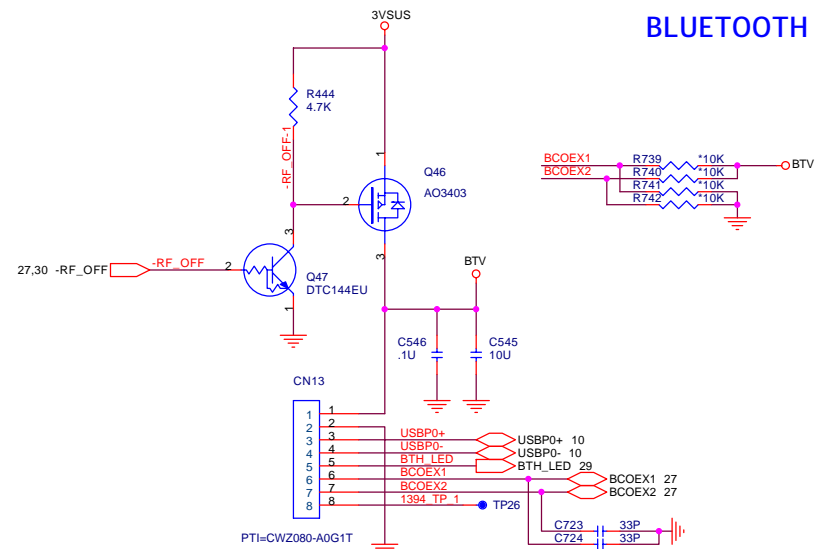 BLUETOOTH
3VSUS
R444
4.7K
-RF_OFF-1
1
Q46
AO3403
2
3
BCOEX1
BCOEX2
R739 *10K
R740 *10K
R741 *10K
R742 *10K
BTV
27,30 -RF_OFF
-RF_OFF
2
3
Q47
DTC144EU
1
BTV
C546
.1U
C545
10U
CN13
1 1
2 2
3 3 USBP0+ USBP0+ 10
4 4 USBP0- USBP0- 10
5 5 BTH_LED BTH_LED 29
6 6 BCOEX1 BCOEX1 27
7 7 BCOEX2 BCOEX2 27
8 8 1394_TP_1 TP26
C723 33P
C724 33P
PTI=CWZ080-A0G1T